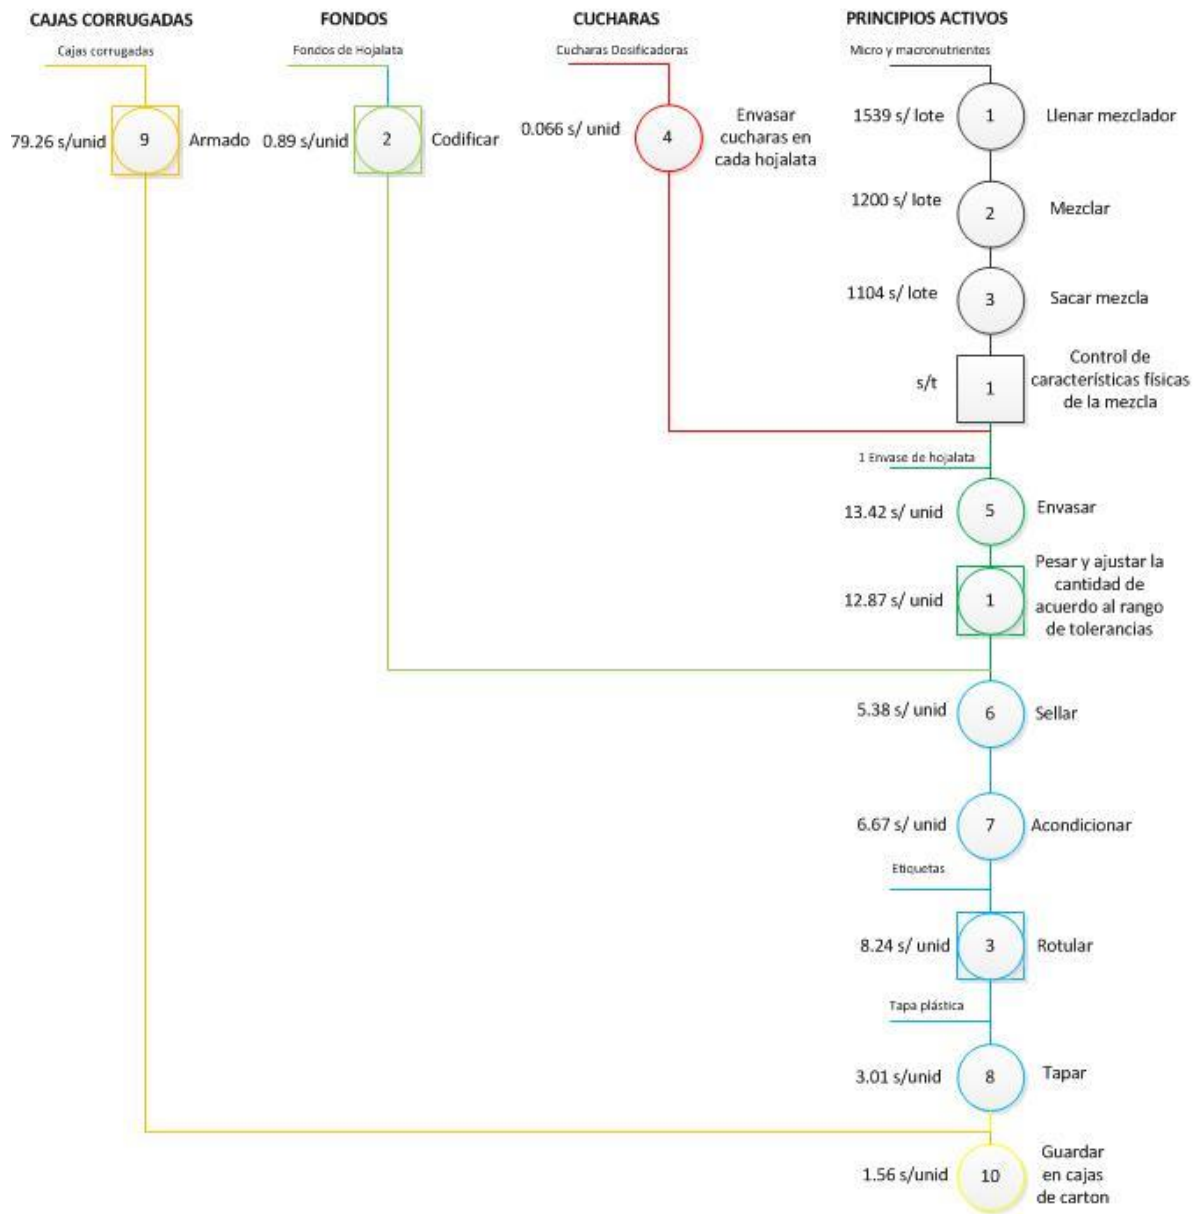 CAJAS CORRUGADAS
Cajas corrugadas
79.26 s/unid
9
Armado
FONDOS
Fondos de Hojalata
0.89 s/unid
2
Codificar
CUCHARAS
Cucharas Dosificadoras
0.066 s/ unid
4
Envasar
cucharas en
cada hojalata
PRINCIPIOS ACTIVOS
Micro y macronutrientes
1539 s/ lote
1
Llenar mezclador
1200 s/ lote
2
Mezclar
1104 s/ lote
3
Sacar mezcla
s/t
1
Control de
características físicas
de la mezcla
1 Envase de hojalata
13.42 s/ unid
5
Envasar
12.87 s/ unid
1
Pesar y ajustar la
cantidad de
acuerdo al rango
de tolerancias
5.38 s/ unid
6
Sellar
6.67 s/ unid
7
Acondicionar
Etiquetas
8.24 s/ unid
3
Rotular
Tapa plástica
3.01 s/unid
8
Tapar
1.56 s/unid
10
Guardar
en cajas
de carton